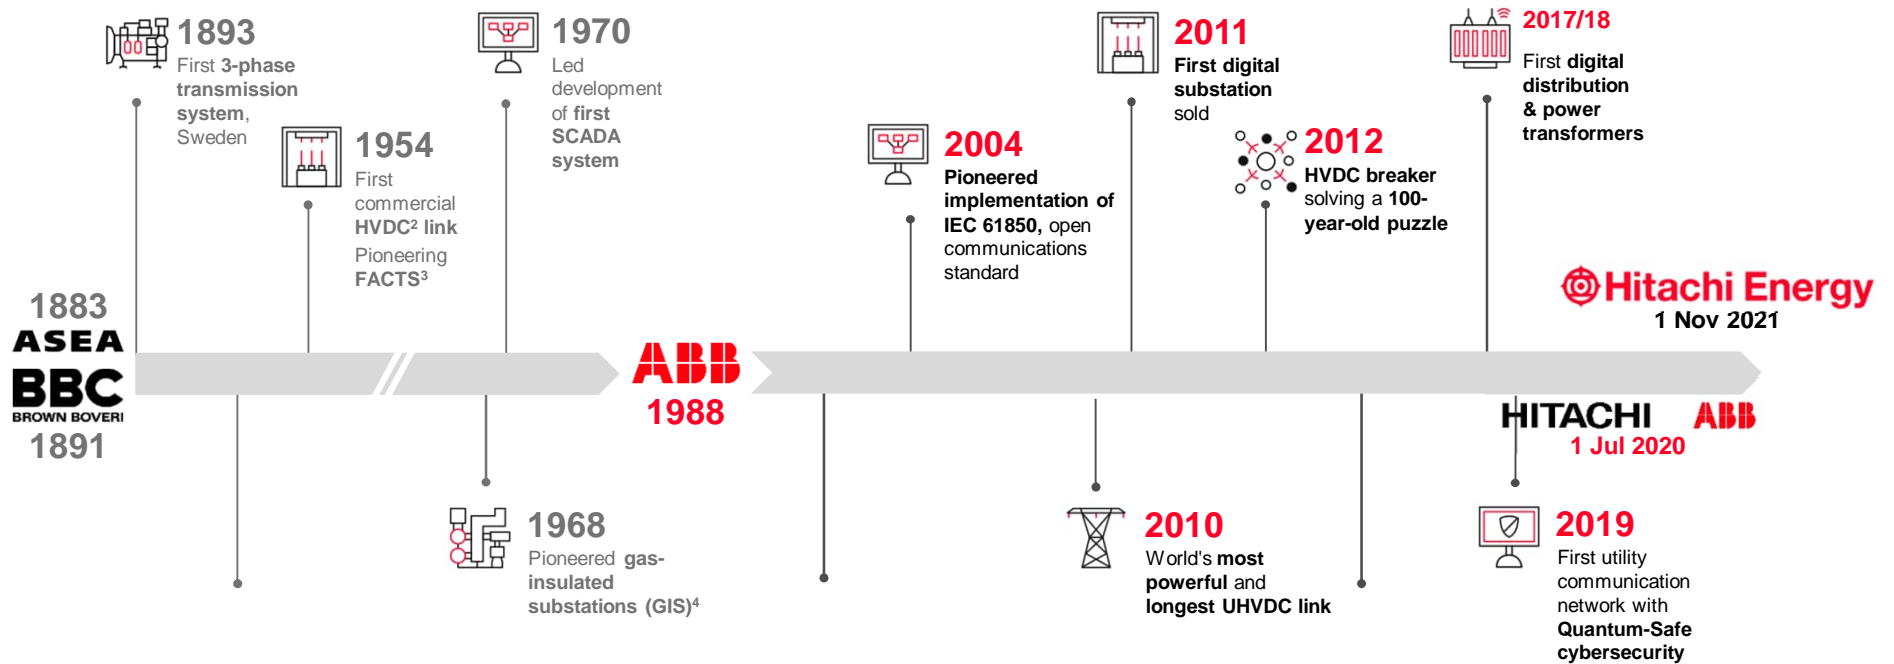 1893
First 3-phase
transmission
system,
Sweden
1954
First
commercial
HVDC² link
Pioneering
FACTS³
1970
Led
development
of first
SCADA
system
2004
Pioneered
implementation of
IEC 61850, open
communications
standard
2011
First digital
substation
sold
2012
HVDC breaker
solving a 100-
year-old puzzle
2017/18
First digital
distribution
& power
transformers
1883
ASEA
BBC
BROWN BOVERI
1891
ABB
1988
Hitachi Energy
1 Nov 2021
HITACHI ABB
1 Jul 2020
1968
Pioneered gas-
insulated
substations (GIS)⁴
2010
World's most
powerful and
longest UHVDC link
2019
First utility
communication
network with
Quantum-Safe
cybersecurity